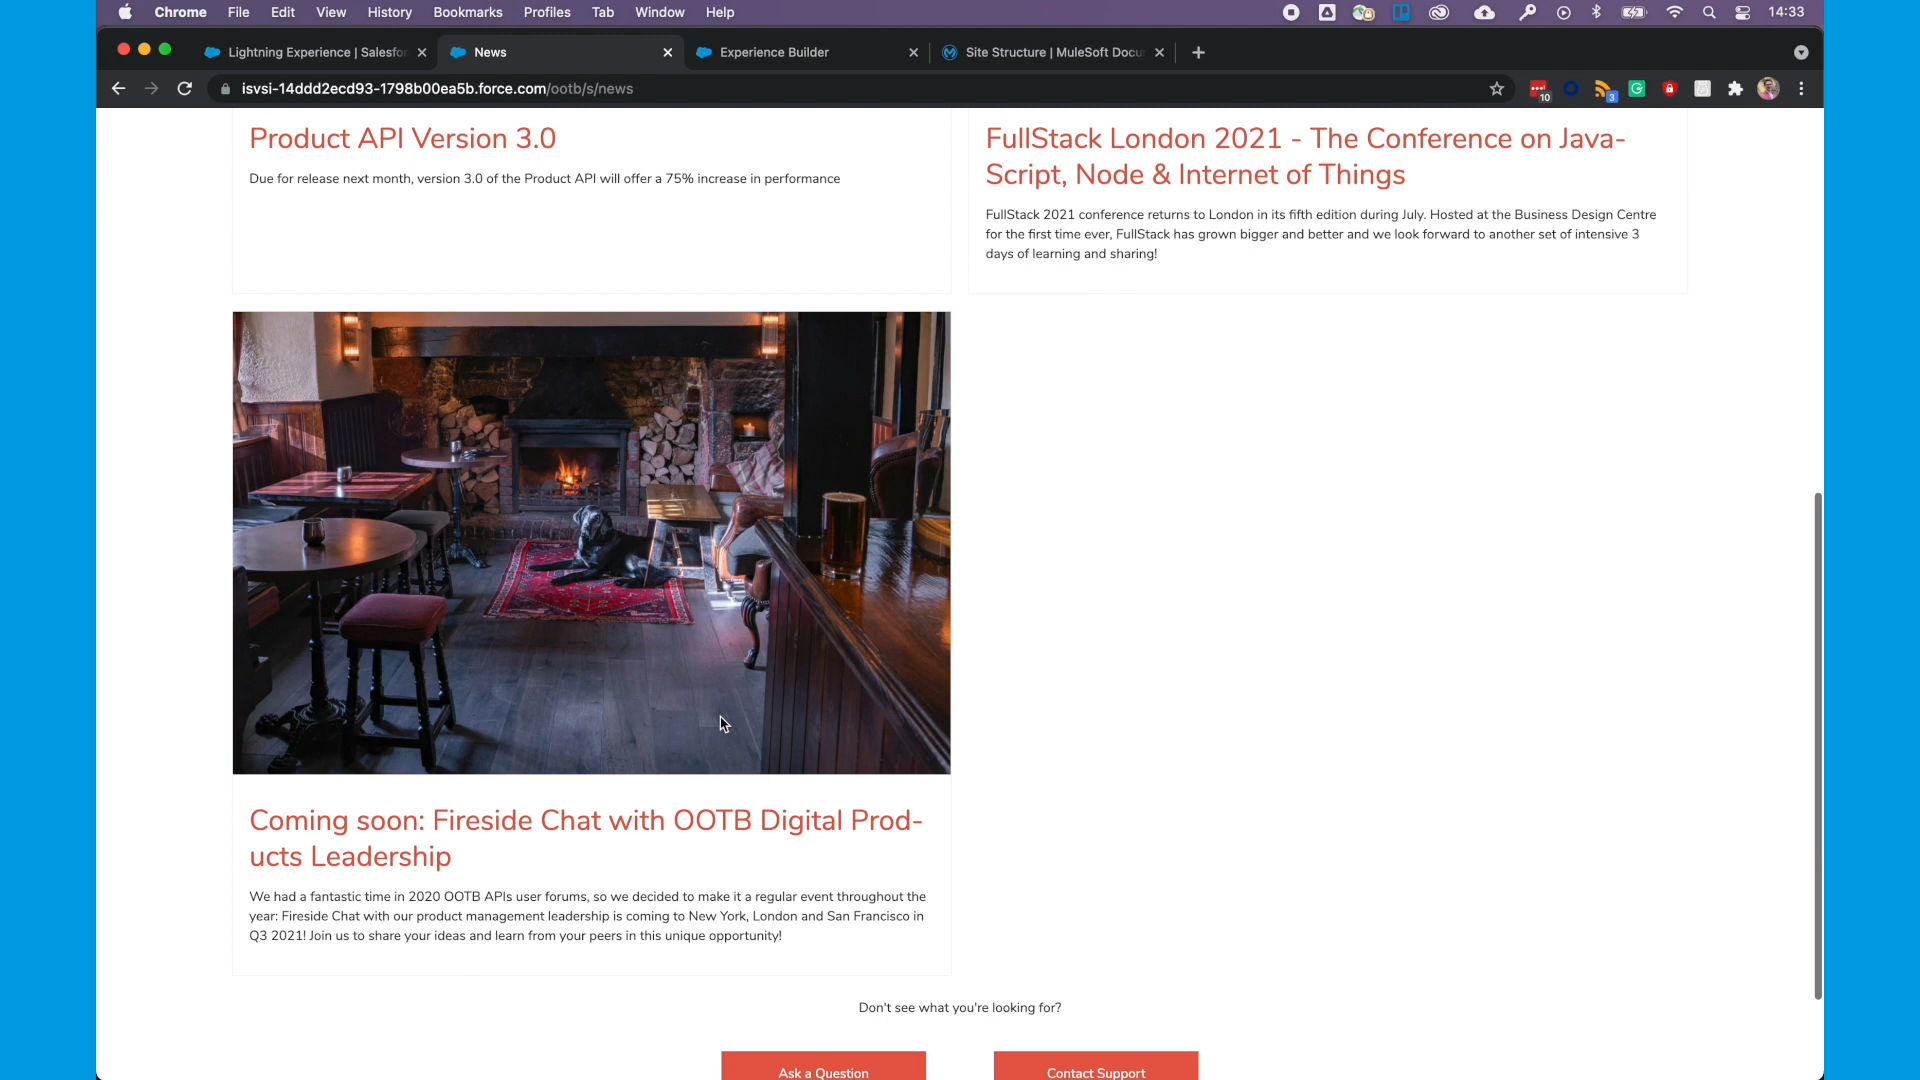 Chrome File Edit View History Bookmarks Profiles Tab Window Help 14:33
Lightning Experience | Salesfor News Experience Builder Site Structure | MuleSoft Docu
isvsi-14ddd2ecd93-1798b00ea5b.force.com/ootb/s/news 10 3
Product API Version 3.0
Due for release next month, version 3.0 of the Product API will offer a 75% increase in performance
FullStack London 2021 - The Conference on Java-
Script, Node & Internet of Things
FullStack 2021 conference returns to London in its fifth edition during July. Hosted at the Business Design Centre
for the first time ever, FullStack has grown bigger and better and we look forward to another set of intensive 3
days of learning and sharing!
Coming soon: Fireside Chat with OOTB Digital Prod-
ucts Leadership
We had a fantastic time in 2020 OOTB APIs user forums, so we decided to make it a regular event throughout the
year: Fireside Chat with our product management leadership is coming to New York, London and San Francisco in
Q3 2021! Join us to share your ideas and learn from your peers in this unique opportunity!
Don't see what you're looking for?
Ask a Question
Contact Support